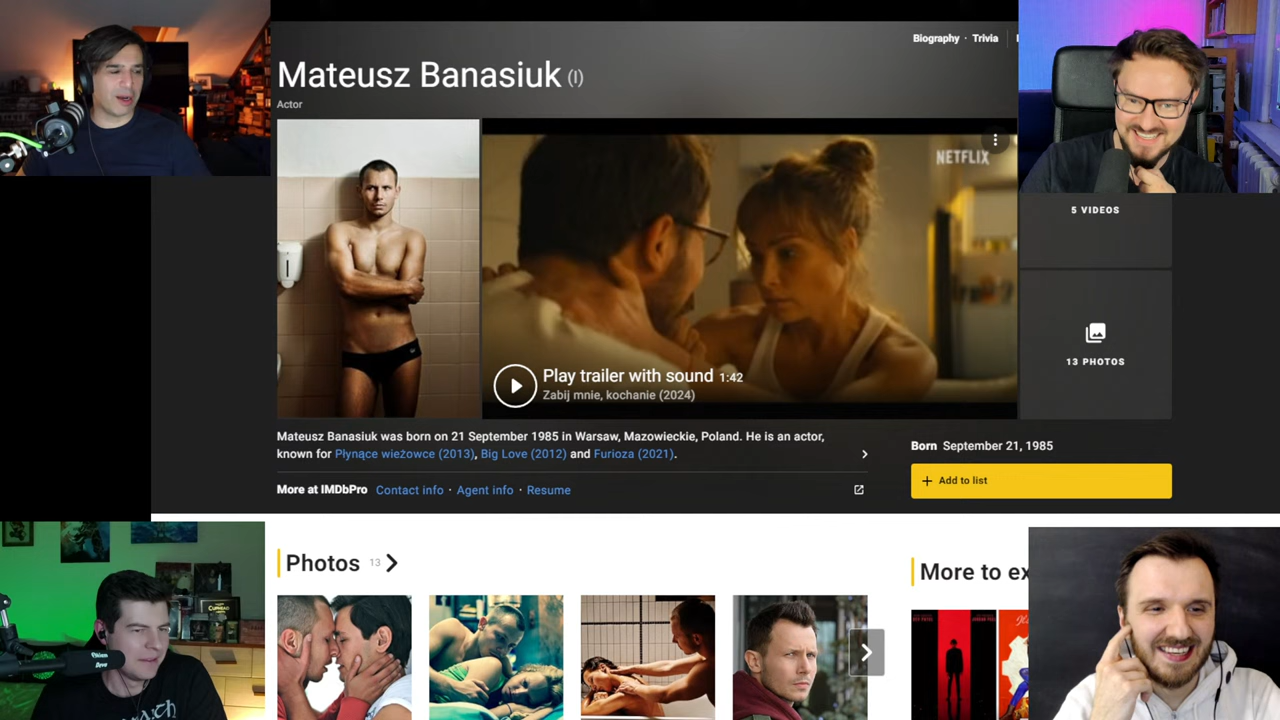 Biography · Trivia
Mateusz Banasiuk (I)
Actor
NETFLIX
5 VIDEOS
13 PHOTOS
Play trailer with sound 1:42
Zabij mnie, kochanie (2024)
Mateusz Banasiuk was born on 21 September 1985 in Warsaw, Mazowieckie, Poland. He is an actor,
known for Płynące wieżowce (2013), Big Love (2012) and Furioza (2021).
Born September 21, 1985
Add to list
More at IMDbPro Contact info · Agent info · Resume
Photos 13
More to ex
CUPHEAD